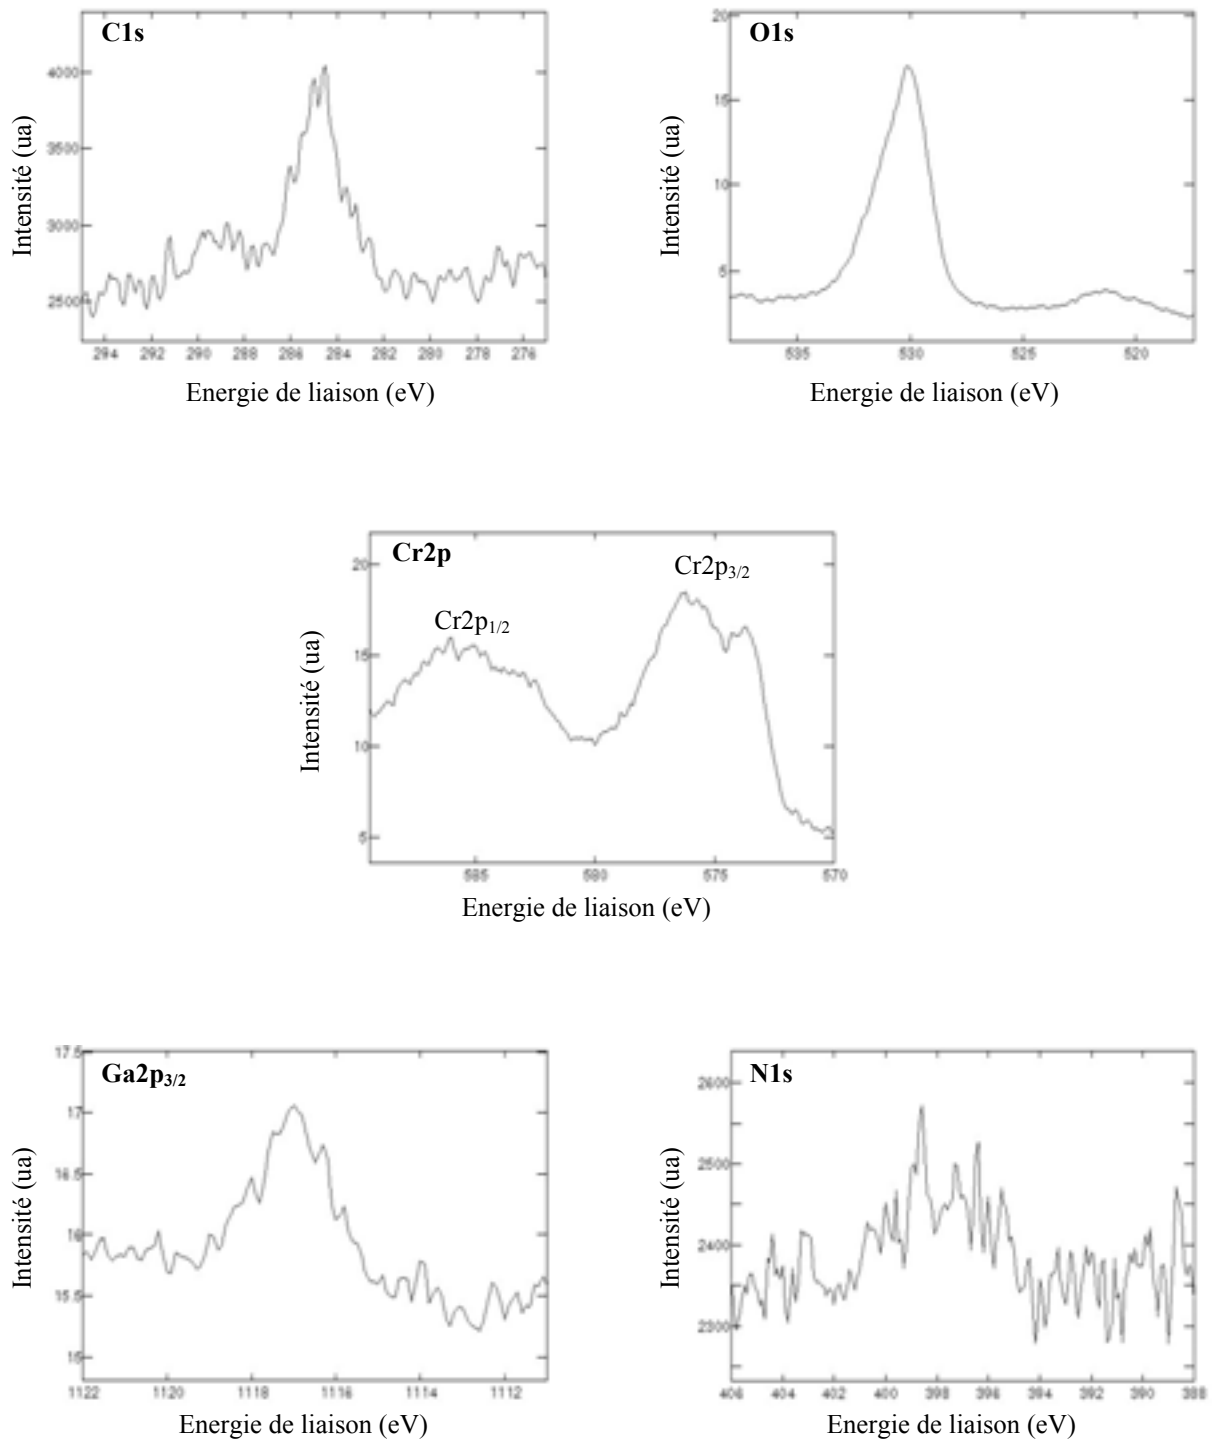 C1s
4000
3500
3000
2500
294 292 290 288 286 284 282 280 278 276
Intensité (ua)
Energie de liaison (eV)
O1s
20
15
10
5
535 530 525 520
Intensité (ua)
Energie de liaison (eV)
Cr2p
Cr2p3/2
Cr2p1/2
20
15
10
5
585 580 575 570
Intensité (ua)
Energie de liaison (eV)
Ga2p3/2
17.5
17
16.5
16
15.5
15
1122 1120 1118 1116 1114 1112
Intensité (ua)
Energie de liaison (eV)
N1s
2600
2500
2400
2300
406 404 402 400 398 396 394 392 390 388
Intensité (ua)
Energie de liaison (eV)